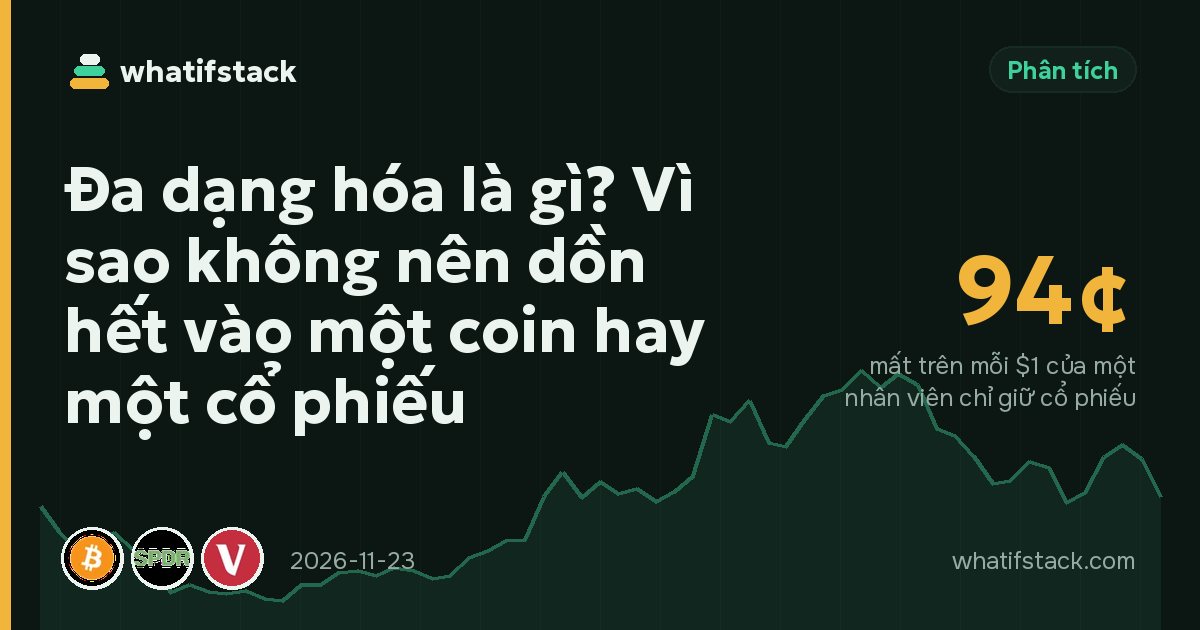 whatifstack
Phân tích
Đa dạng hóa là gì? Vì
sao không nên dồn
hết vào một coin hay
một cổ phiếu
94¢
mất trên mỗi $1 của một
nhân viên chỉ giữ cổ phiếu
SPDR
V
2026-11-23
whatifstack.com